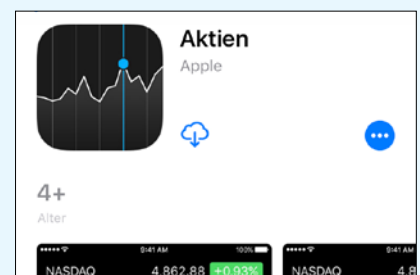 Aktien
Apple
4+
Alter
9:41 AM 100% 9:41 AM
NASDAQ 4.862,88 +0,93% NASDAQ 4.8